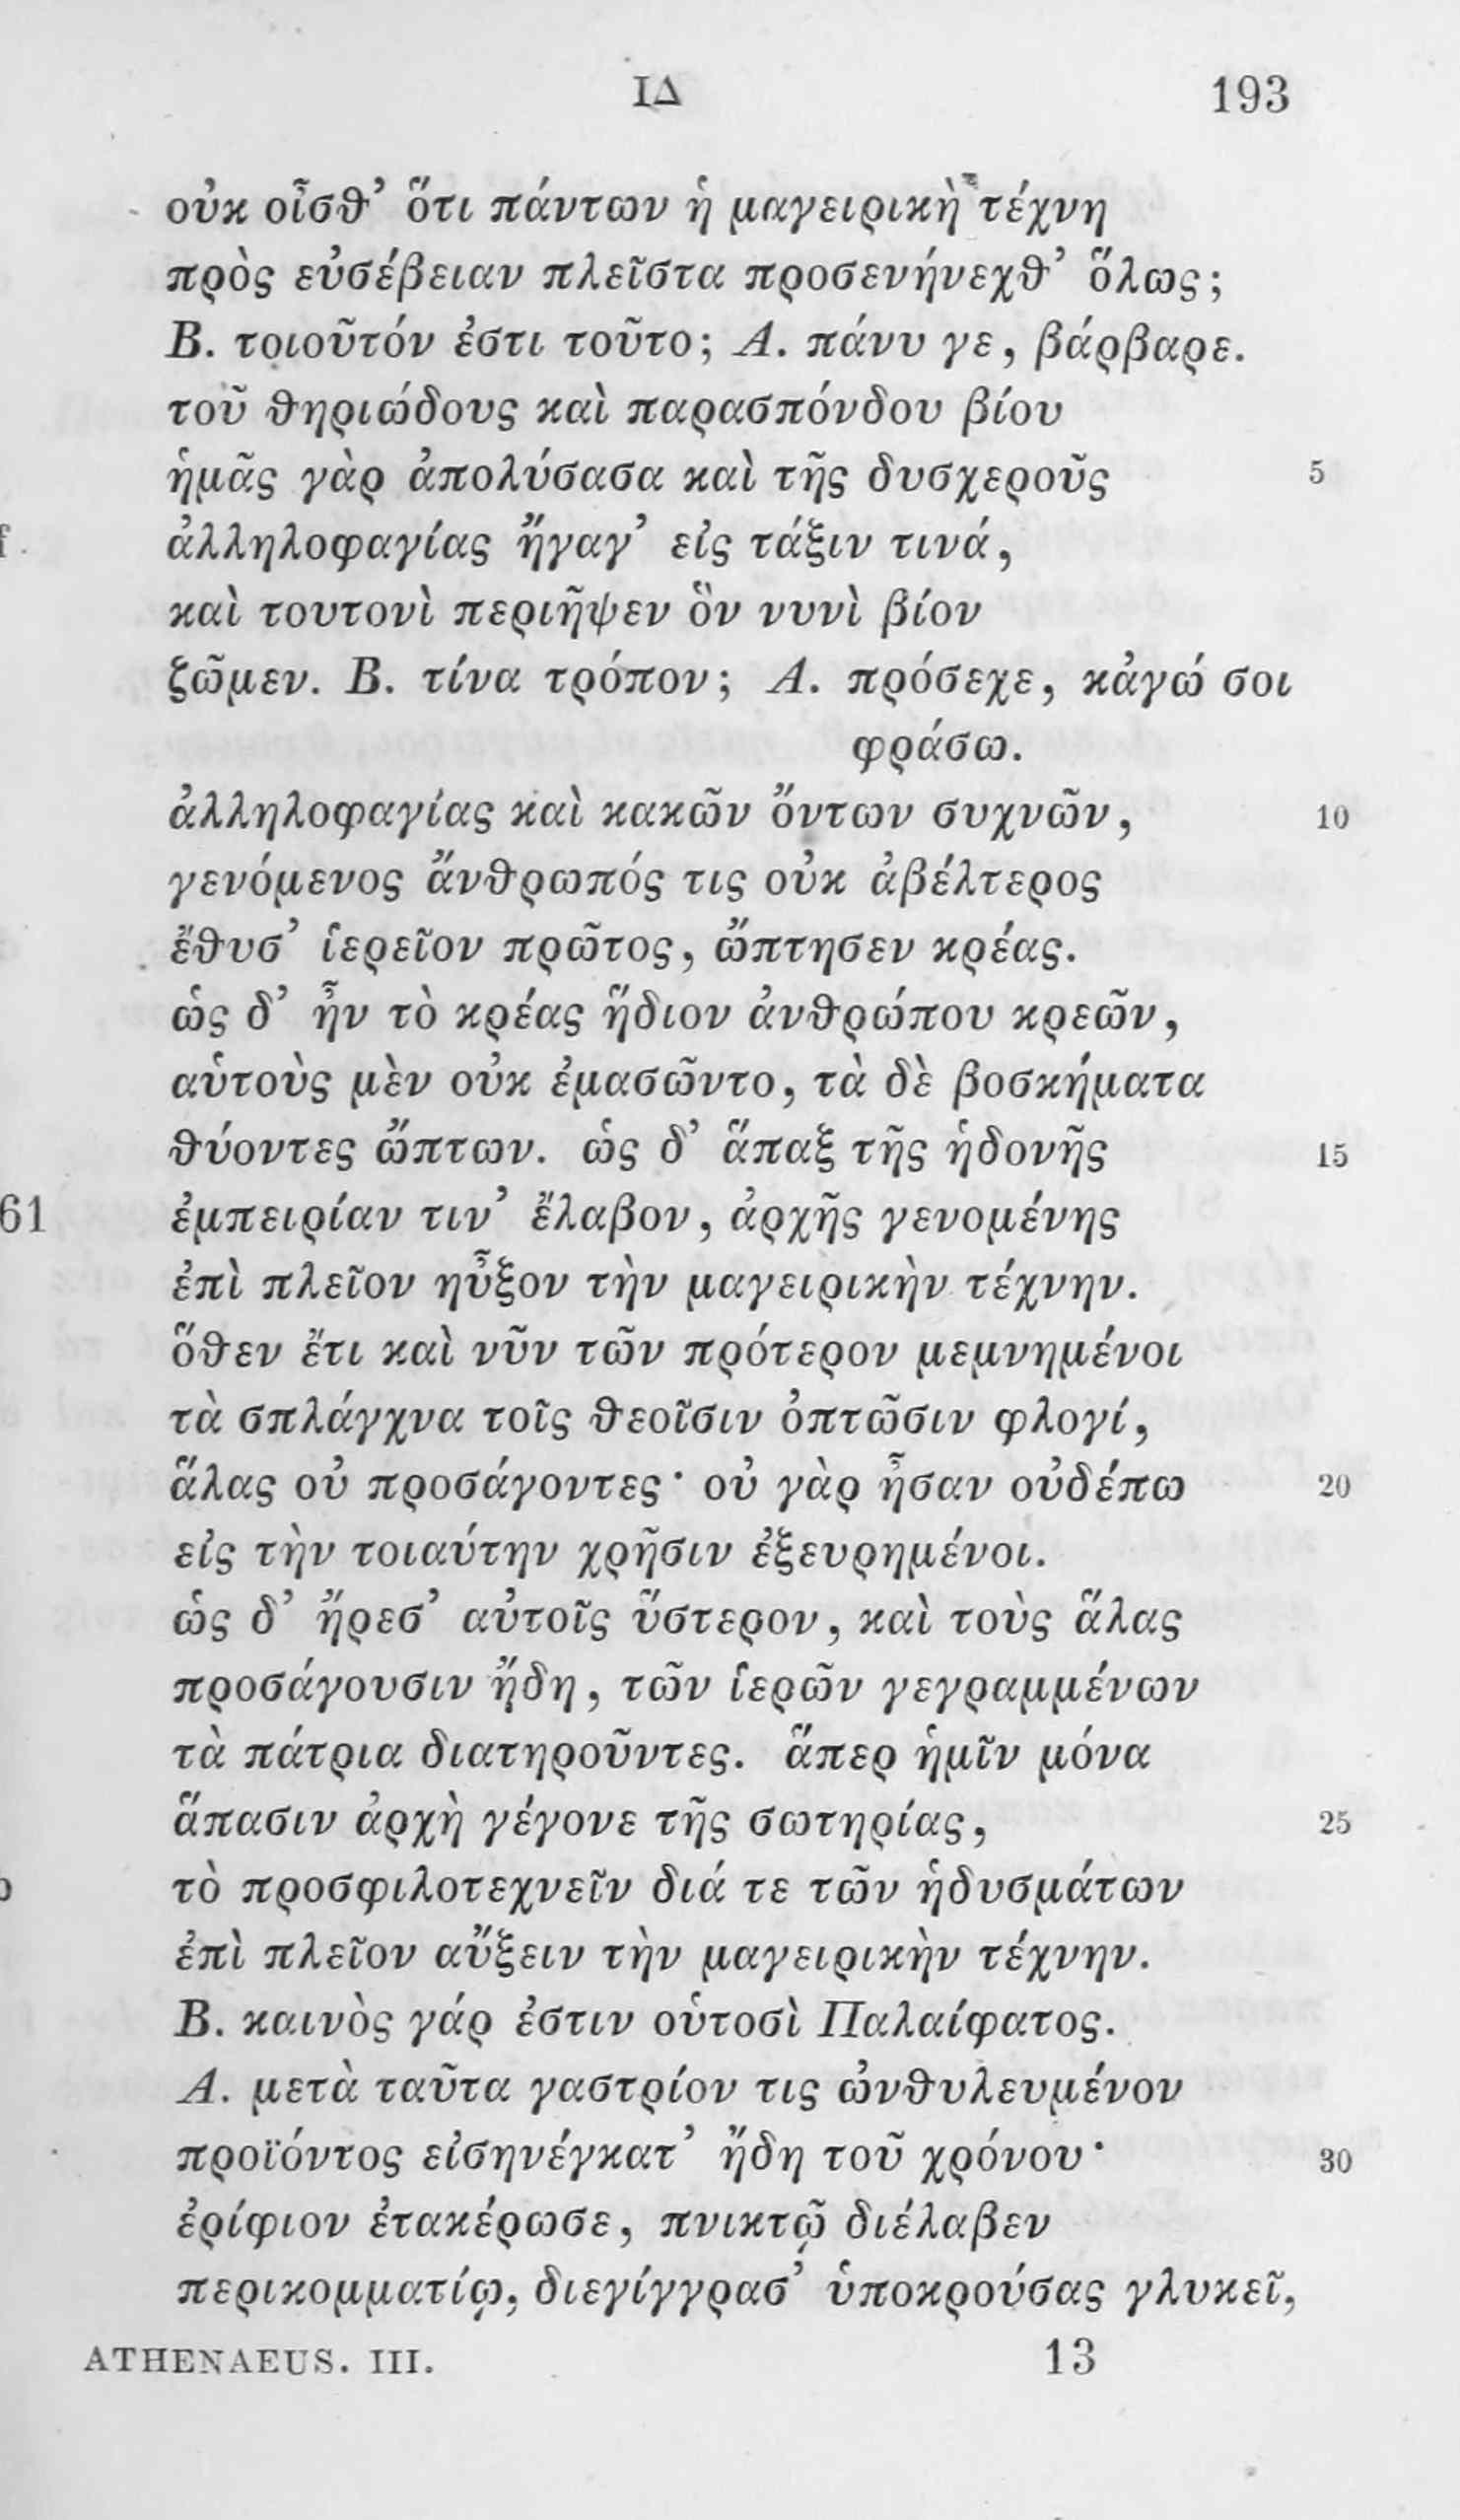 ΙΔ 193
οὐκ οἶσθ’ ὅτι πάντων ἡ μαγειρικὴ τέχνη
πρὸς εὐσέβειαν πλεῖστα προσενήνεχθ’ ὅλως;
Β. τοιοῦτόν ἐστι τοῦτο; Α. πάνυ γε, βάρβαρε.
τοῦ θηριώδους καὶ παρασπόνδου βίου
ἡμᾶς γὰρ ἀπολύσασα καὶ τῆς δυσχεροῦς 5
f ἀλληλοφαγίας ἤγαγ’ εἰς τάξιν τινά,
καὶ τουτονὶ περιῆψεν ὃν νυνὶ βίον
ζῶμεν. Β. τίνα τρόπον; Α. πρόσεχε, κἀγώ σοι
φράσω.
ἀλληλοφαγίας καὶ κακῶν ὄντων συχνῶν, 10
γενόμενος ἄνθρωπός τις οὐκ ἀβέλτερος
ἔθυσ’ ἱερεῖον πρῶτος, ὤπτησεν κρέας.
ὡς δ’ ἦν τὸ κρέας ἥδιον ἀνθρώπου κρεῶν,
αὑτοὺς μὲν οὐκ ἐμασῶντο, τὰ δὲ βοσκήματα
θύοντες ὤπτων. ὡς δ’ ἅπαξ τῆς ἡδονῆς 15
61 ἐμπειρίαν τιν’ ἔλαβον, ἀρχῆς γενομένης
ἐπὶ πλεῖον ηὖξον τὴν μαγειρικὴν τέχνην.
ὅθεν ἔτι καὶ νῦν τῶν πρότερον μεμνημένοι
τὰ σπλάγχνα τοῖς θεοῖσιν ὀπτῶσιν φλογί,
ἅλας οὐ προσάγοντες· οὐ γὰρ ἦσαν οὐδέπω 20
εἰς τὴν τοιαύτην χρῆσιν ἐξευρημένοι.
ὡς δ’ ἤρεσ’ αὐτοῖς ὕστερον, καὶ τοὺς ἅλας
προσάγουσιν ἤδη, τῶν ἱερῶν γεγραμμένων
τὰ πάτρια διατηροῦντες. ἅπερ ἡμῖν μόνα
ἅπασιν ἀρχὴ γέγονε τῆς σωτηρίας, 25
τὸ προσφιλοτεχνεῖν διά τε τῶν ἡδυσμάτων
ἐπὶ πλεῖον αὔξειν τὴν μαγειρικὴν τέχνην.
Β. καινὸς γάρ ἐστιν οὑτοσὶ Παλαίφατος.
Α. μετὰ ταῦτα γαστρίον τις ὠνθυλευμένον
προϊόντος εἰσηνέγκατ’ ἤδη τοῦ χρόνου· 30
ἐρίφιον ἐτακέρωσε, πνικτῷ διέλαβεν
περικομματίῳ, διεγίγγρασ’ ὑποκρούσας γλυκεῖ,
ATHENAEUS. III. 13